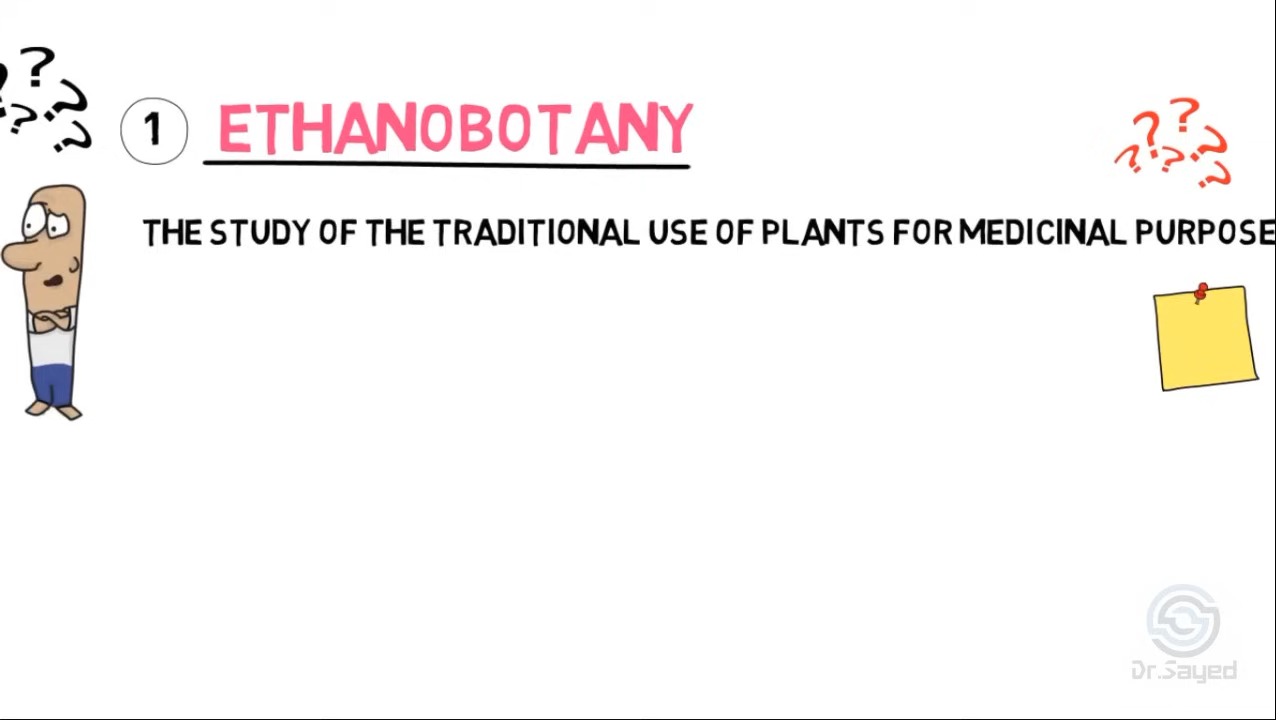 1 ETHANOBOTANY
THE STUDY OF THE TRADITIONAL USE OF PLANTS FOR MEDICINAL PURPOSE
Dr.Sayed